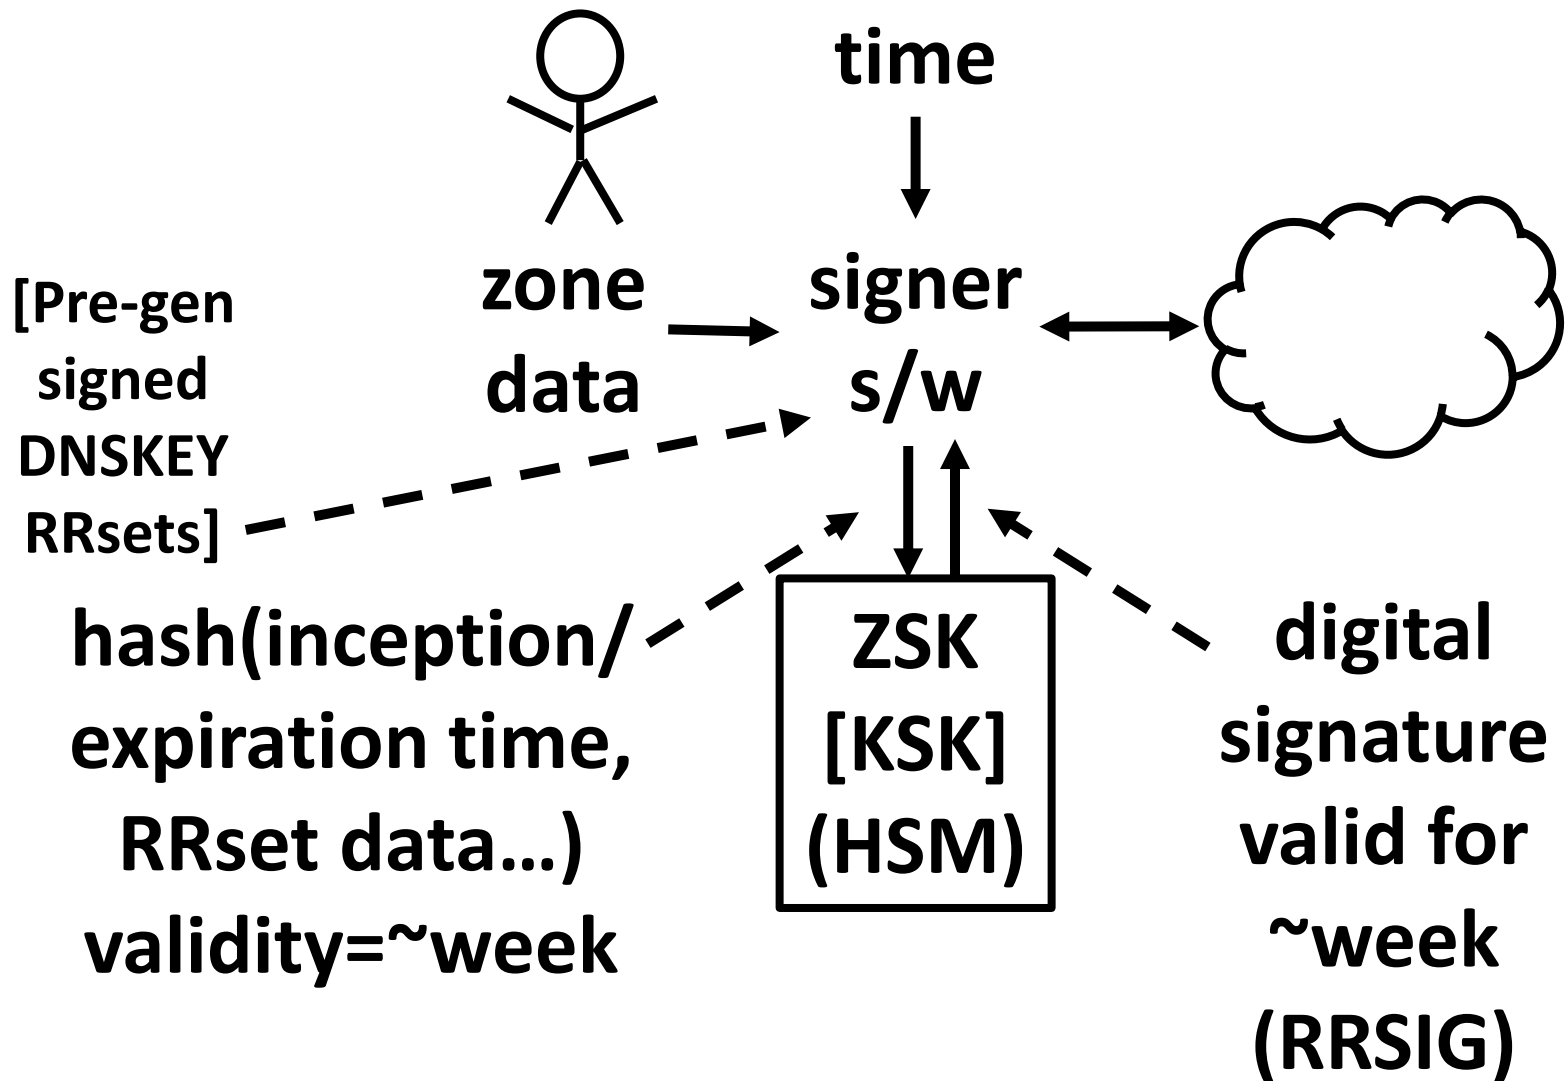 time
zone
data
signer
s/w
[Pre-gen
signed
DNSKEY
RRsets]
hash(inception/
expiration time,
RRset data...)
validity=~week
ZSK
[KSK]
(HSM)
digital
signature
valid for
~week
(RRSIG)